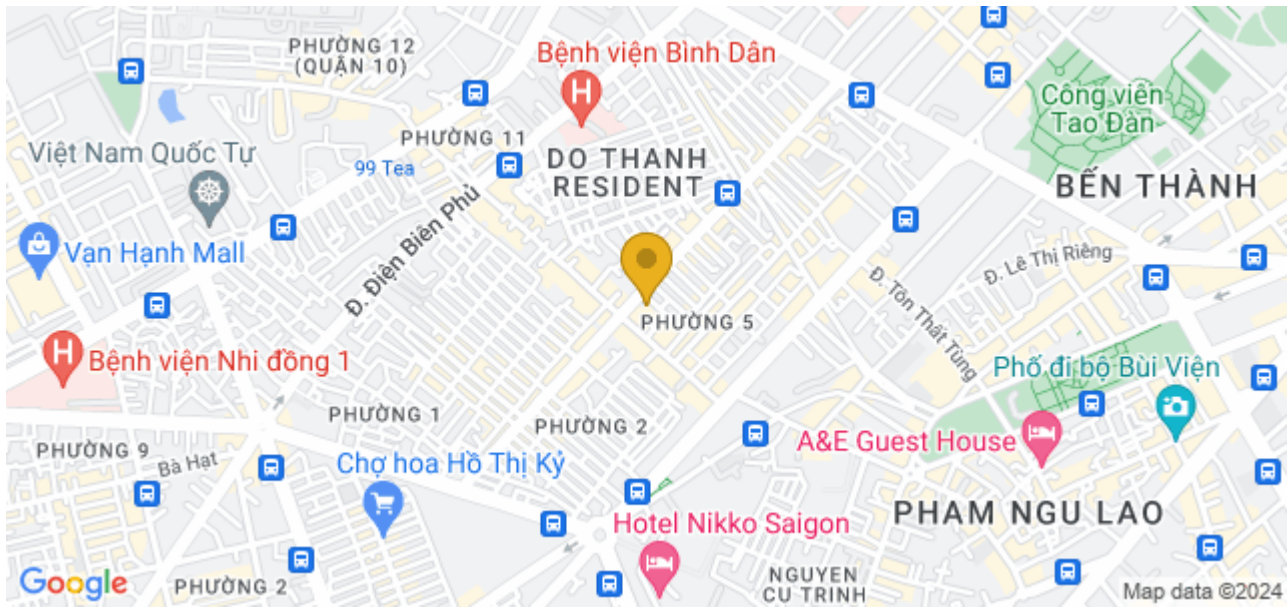 PHƯỜNG 12
(QUẬN 10)
Bệnh viện Bình Dân
Công viên
Tao Đàn
PHƯỜNG 11
Việt Nam Quốc Tự
99 Tea
DO THANH
RESIDENT
BẾN THÀNH
Đ. Điện Biên Phủ
Vạn Hạnh Mall
Đ. Lê Thị Riêng
Đ. Tôn Thất Tùng
PHƯỜNG 5
Bệnh viện Nhi đồng 1
Phố đi bộ Bùi Viện
PHƯỜNG 1
PHƯỜNG 2
A&E Guest House
PHƯỜNG 9
Bà Hạt
Chợ hoa Hồ Thị Kỷ
PHAM NGU LAO
Hotel Nikko Saigon
Google
PHƯỜNG 2
NGUYEN
CU TRINH
Map data ©2024